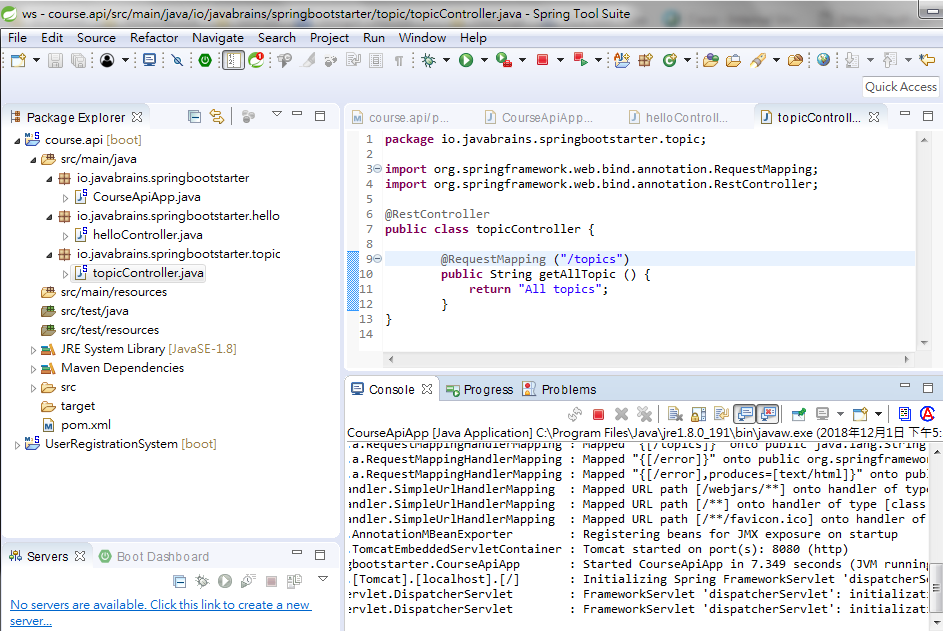 ws - course.api/src/main/java/io/javabrains/springbootstarter/topic/topicController.java - Spring Tool Suite
File Edit Source Refactor Navigate Search Project Run Window Help
Quick Access
Package Explorer
course.api [boot]
src/main/java
io.javabrains.springbootstarter
CourseApiApp.java
io.javabrains.springbootstarter.hello
helloController.java
io.javabrains.springbootstarter.topic
topicController.java
src/main/resources
src/test/java
src/test/resources
JRE System Library [JavaSE-1.8]
Maven Dependencies
src
target
pom.xml
UserRegistrationSystem [boot]
course.api/p... CourseApiApp... helloControll... topicControll...
1 package io.javabrains.springbootstarter.topic;
2
3 import org.springframework.web.bind.annotation.RequestMapping;
4 import org.springframework.web.bind.annotation.RestController;
5
6 @RestController
7 public class topicController {
8
9 @RequestMapping ("/topics")
10 public String getAllTopic () {
11 return "All topics";
12 }
13 }
14
Console Progress Problems
CourseApiApp [Java Application] C:\Program Files\Java\jre1.8.0_191\bin\javaw.exe (2018年12月1日 下午5:
.a.RequestMappingHandlerMapping : Mapped "{[/topics]}" onto public java.lang.String
.a.RequestMappingHandlerMapping : Mapped "{[/error]}" onto public org.springframewor
.a.RequestMappingHandlerMapping : Mapped "{[/error],produces=[text/html]}" onto publ
andler.SimpleUrlHandlerMapping : Mapped URL path [/webjars/**] onto handler of type
andler.SimpleUrlHandlerMapping : Mapped URL path [/**] onto handler of type [class
andler.SimpleUrlHandlerMapping : Mapped URL path [/**/favicon.ico] onto handler of
.AnnotationMBeanExporter : Registering beans for JMX exposure on startup
.TomcatEmbeddedServletContainer : Tomcat started on port(s): 8080 (http)
gbootstarter.CourseApiApp : Started CourseApiApp in 7.349 seconds (JVM running
.[Tomcat].[localhost].[/] : Initializing Spring FrameworkServlet 'dispatcherSe
ervlet.DispatcherServlet : FrameworkServlet 'dispatcherServlet': initializati
ervlet.DispatcherServlet : FrameworkServlet 'dispatcherServlet': initializati
Servers Boot Dashboard
No servers are available. Click this link to create a new
server...